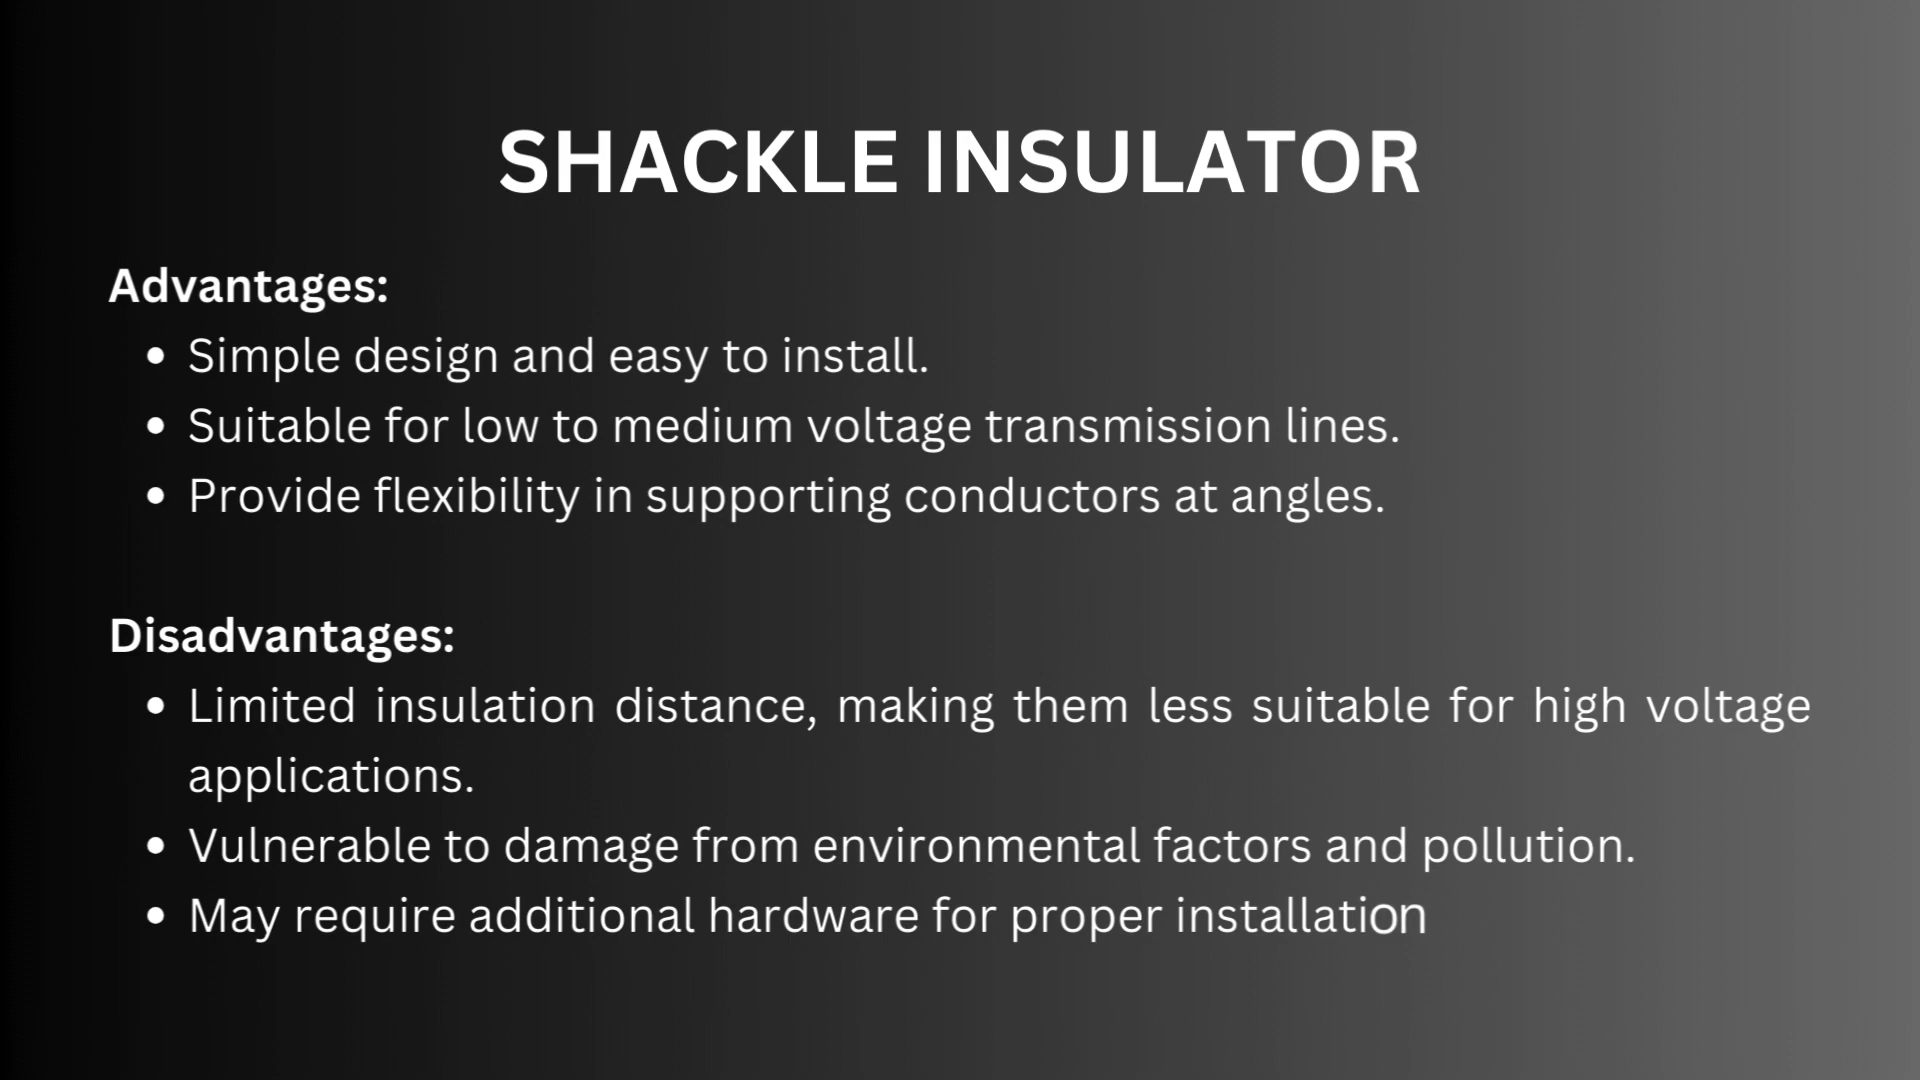 SHACKLE INSULATOR
Advantages:
• Simple design and easy to install.
• Suitable for low to medium voltage transmission lines.
• Provide flexibility in supporting conductors at angles.
Disadvantages:
• Limited insulation distance, making them less suitable for high voltage
applications.
• Vulnerable to damage from environmental factors and pollution.
• May require additional hardware for proper installation